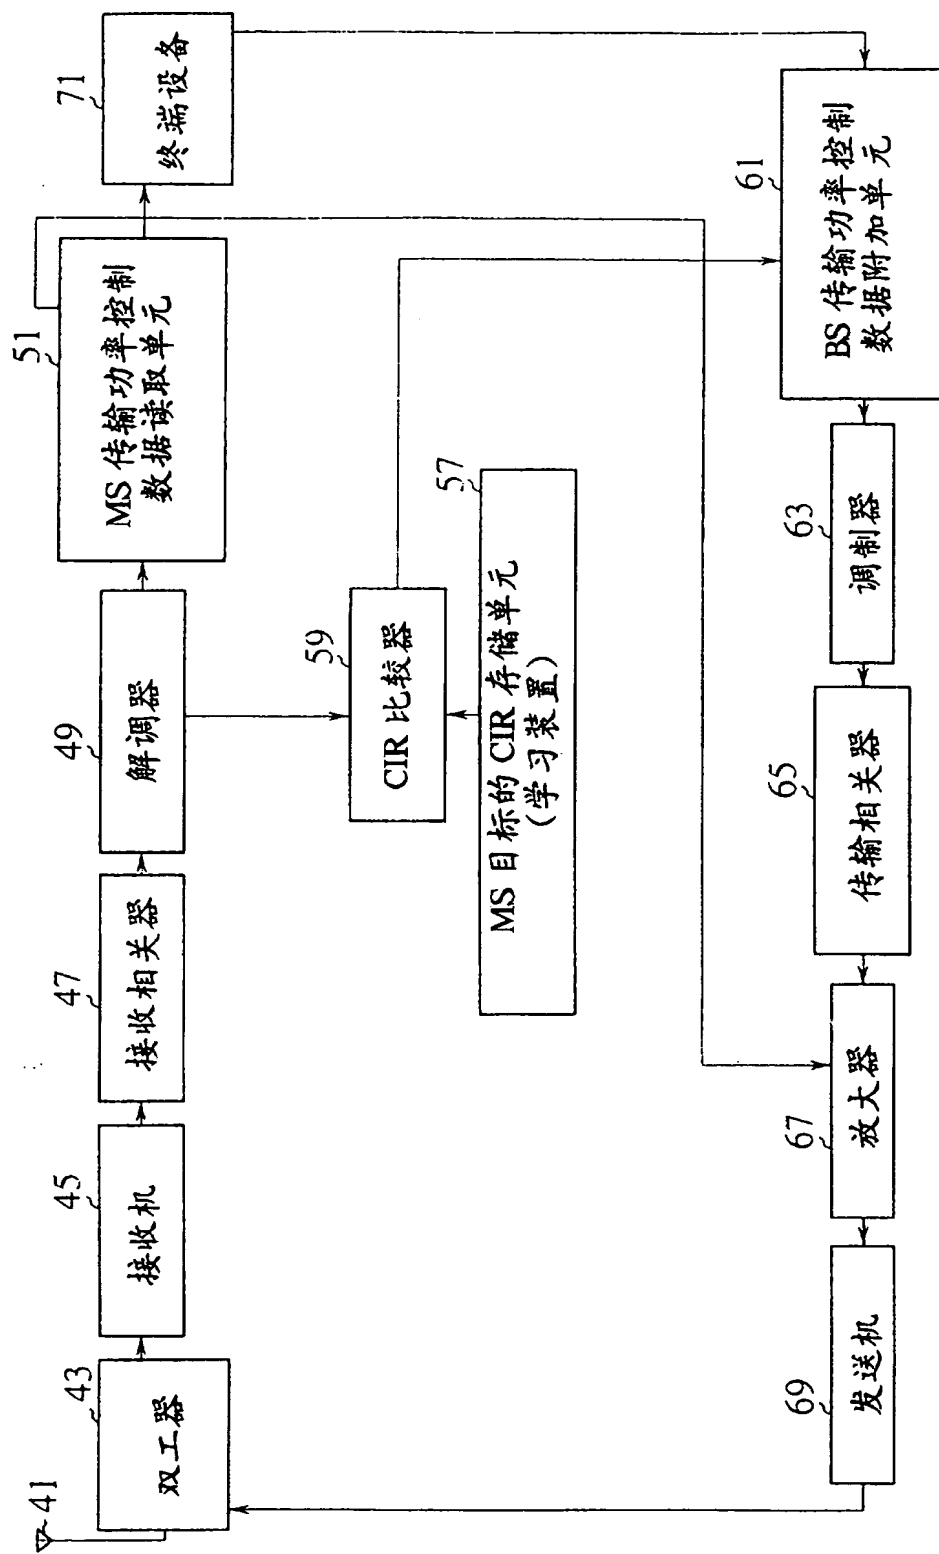 41
43
双工器
45
接收机
47
接收相关器
49
解调器
51
MS 传输功率控制
数据读取单元
71
终端设备
59
CIR 比较器
57
MS 目标的 CIR 存储单元
（学习装置）
61
BS 传输功率控制
数据附加单元
63
调制器
65
传输相关器
67
放大器
69
发送机